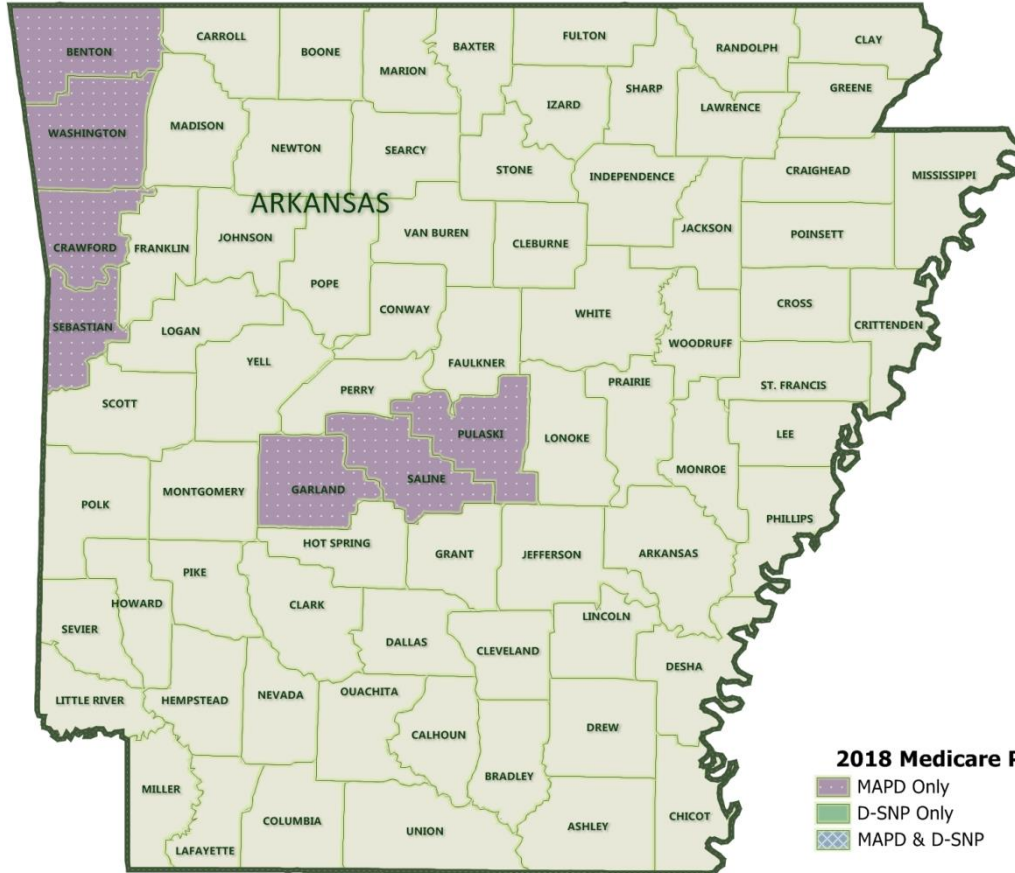 BENTON
CARROLL
BOONE
MARION
BAXTER
FULTON
RANDOLPH
CLAY
GREENE
SHARP
IZARD
LAWRENCE
WASHINGTON
MADISON
NEWTON
SEARCY
STONE
INDEPENDENCE
CRAIGHEAD
MISSISSIPPI
ARKANSAS
CRAWFORD
FRANKLIN
JOHNSON
VAN BUREN
CLEBURNE
JACKSON
POINSETT
POPE
CONWAY
WHITE
CROSS
CRITTENDEN
SEBASTIAN
LOGAN
YELL
FAULKNER
WOODRUFF
SCOTT
PERRY
PRAIRIE
ST. FRANCIS
PULASKI
LONOKE
LEE
MONROE
POLK
MONTGOMERY
GARLAND
SALINE
PHILLIPS
HOT SPRING
GRANT
JEFFERSON
ARKANSAS
PIKE
HOWARD
SEVIER
CLARK
DALLAS
CLEVELAND
LINCOLN
DESHA
LITTLE RIVER
HEMPSTEAD
NEVADA
OUACHITA
CALHOUN
DREW
BRADLEY
MILLER
COLUMBIA
UNION
ASHLEY
CHICOT
LAFAYETTE
2018 Medicare P
MAPD Only
D-SNP Only
MAPD & D-SNP